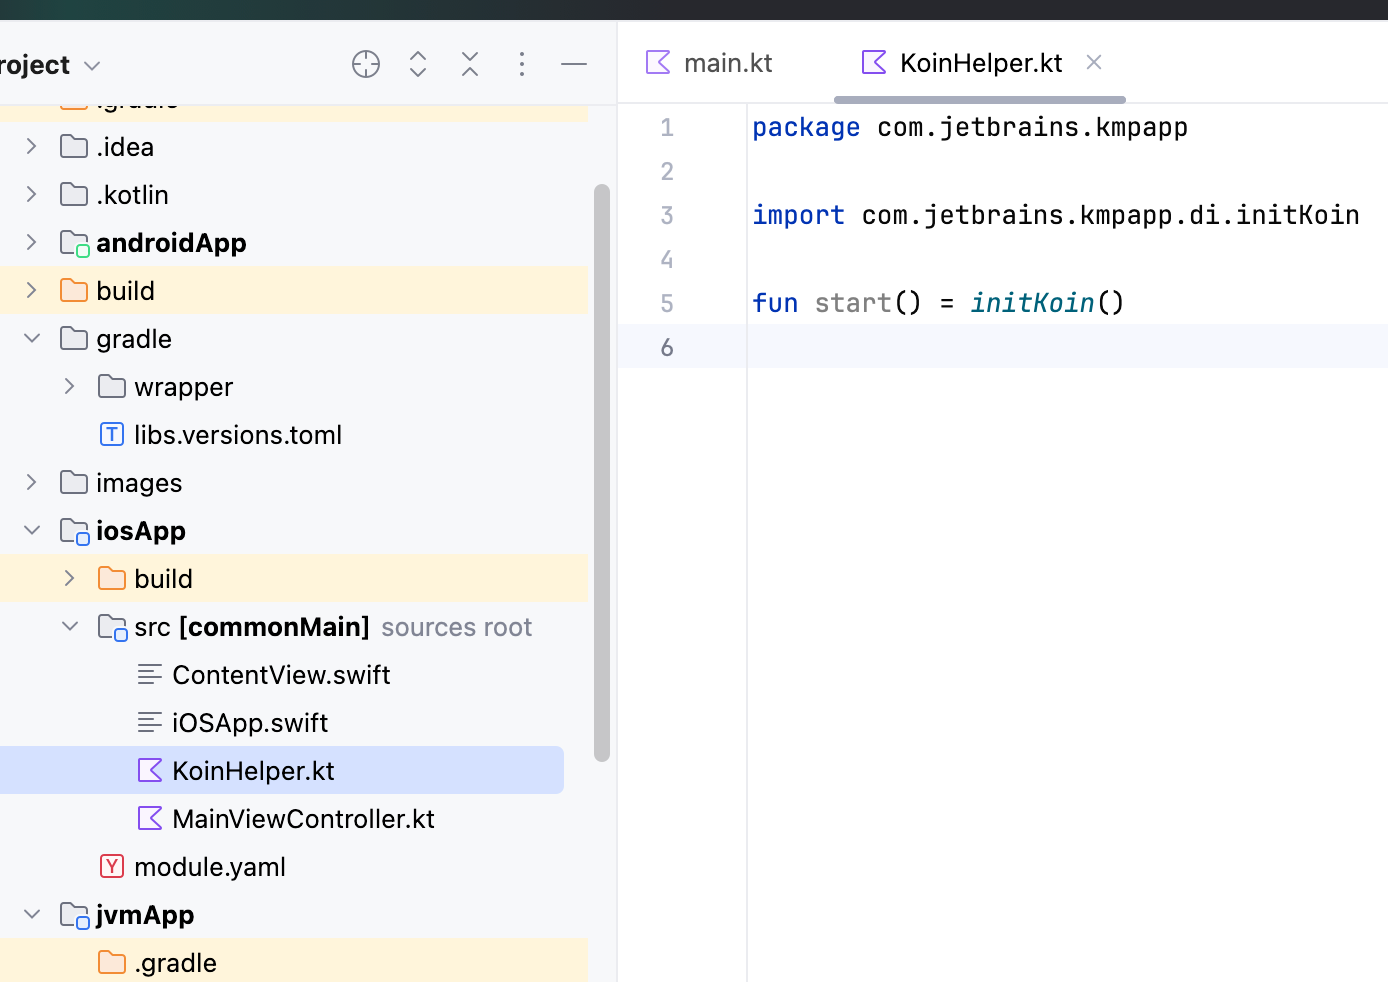 roject
main.kt
KoinHelper.kt
.gradle
.idea
.kotlin
androidApp
build
gradle
wrapper
libs.versions.toml
images
iosApp
build
src [commonMain] sources root
ContentView.swift
iOSApp.swift
KoinHelper.kt
MainViewController.kt
module.yaml
jvmApp
.gradle
1 package com.jetbrains.kmpapp
2
3 import com.jetbrains.kmpapp.di.initKoin
4
5 fun start() = initKoin()
6